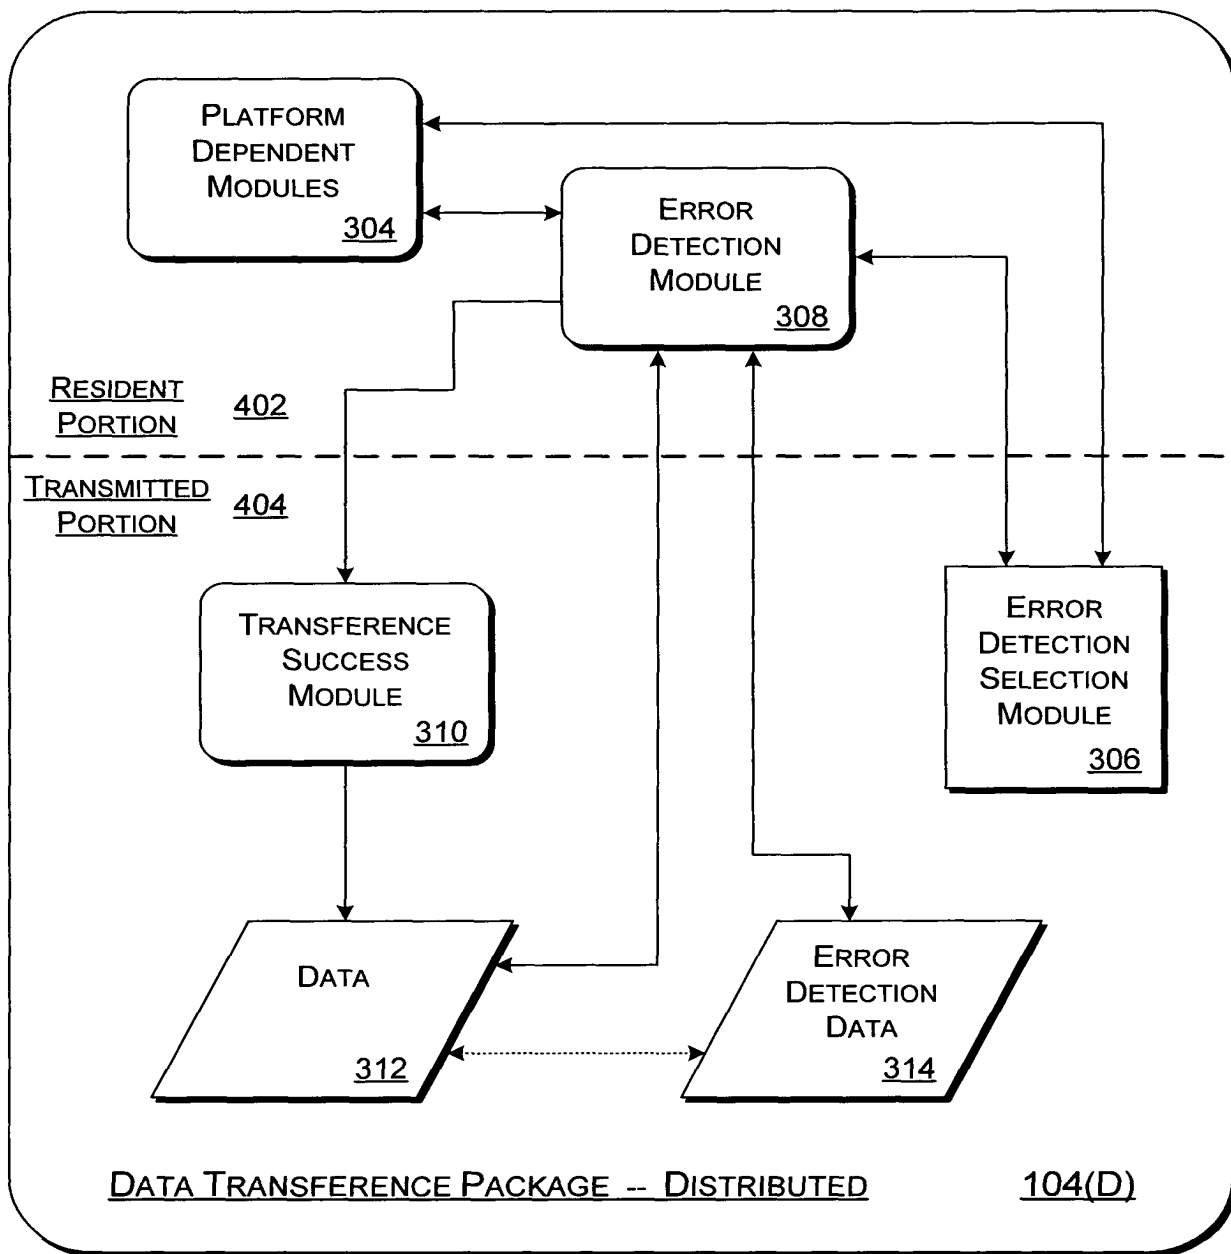 PLATFORM
DEPENDENT
MODULES
304
ERROR
DETECTION
MODULE
308
RESIDENT
PORTION
402
TRANSMITTED
PORTION
404
TRANSFERENCE
SUCCESS
MODULE
310
ERROR
DETECTION
SELECTION
MODULE
306
DATA
312
ERROR
DETECTION
DATA
314
DATA TRANSFERENCE PACKAGE -- DISTRIBUTED 104(D)